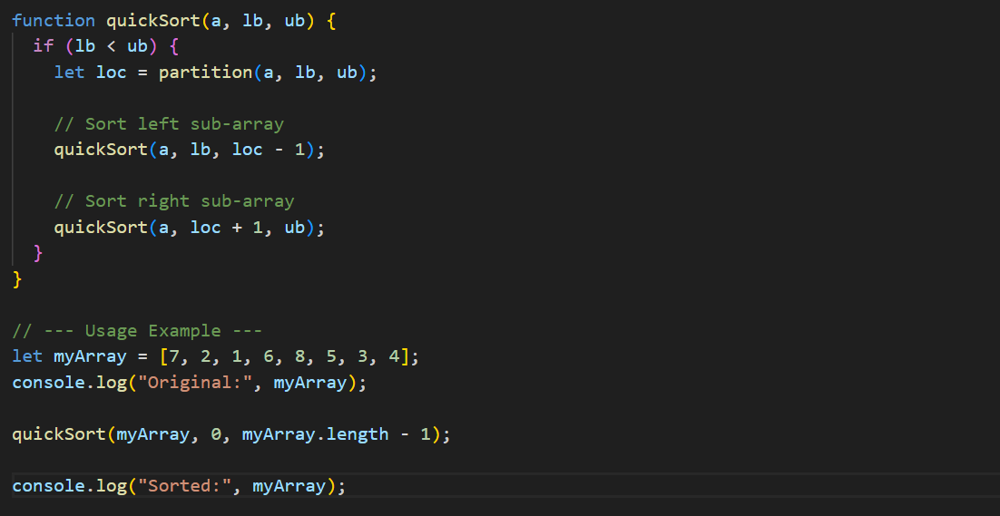 function quickSort(a, lb, ub) {
  if (lb < ub) {
    let loc = partition(a, lb, ub);

    // Sort left sub-array
    quickSort(a, lb, loc - 1);

    // Sort right sub-array
    quickSort(a, loc + 1, ub);
  }
}

// --- Usage Example ---
let myArray = [7, 2, 1, 6, 8, 5, 3, 4];
console.log("Original:", myArray);

quickSort(myArray, 0, myArray.length - 1);

console.log("Sorted:", myArray);